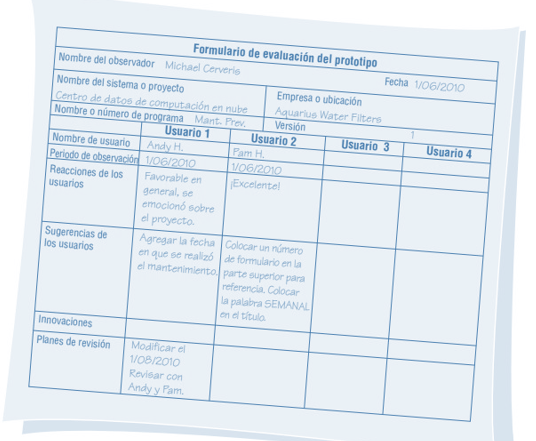 Formulario de evaluación del prototipo
Nombre del observador Michael Cerveris Fecha 1/06/2010
Nombre del sistema o proyecto
Centro de datos de computación en nube
Empresa o ubicación
Aquarius Water Filters
Nombre o número de programa Mant. Prev.
Versión 1
Usuario 1 Usuario 2 Usuario 3 Usuario 4
Nombre de usuario Andy H. Pam H.
Periodo de observación 1/06/2010 1/06/2010
Reacciones de los
usuarios
Favorable en
general, se
emocionó sobre
el proyecto.
¡Excelente!
Sugerencias de
los usuarios
Agregar la fecha
en que se realizó
el mantenimiento.
Colocar un número
de formulario en la
parte superior para
referencia. Colocar
la palabra SEMANAL
en el título.
Innovaciones
Planes de revisión
Modificar el
1/08/2010
Revisar con
Andy y Pam.